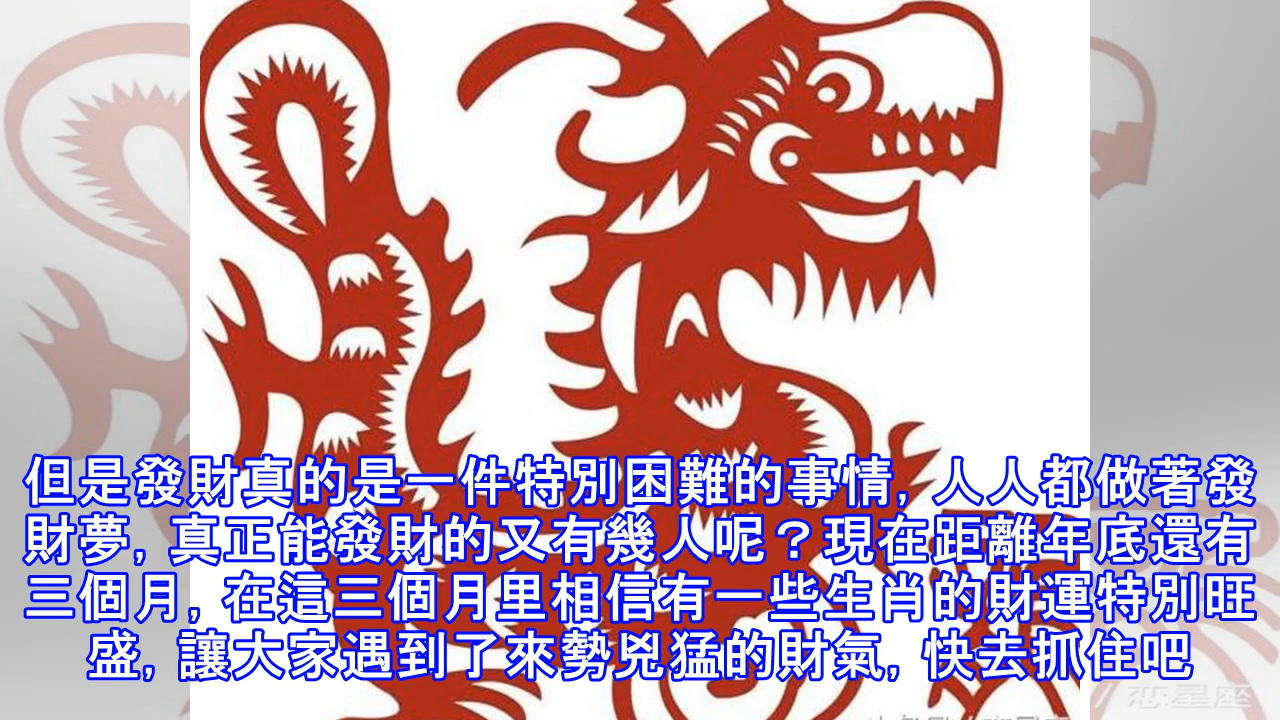 但是發財真的是一件特別困難的事情, 人人都做著發
財夢, 真正能發財的又有幾人呢？現在距離年底還有
三個月, 在這三個月里相信有一些生肖的財運特別旺
盛, 讓大家遇到了來勢兇猛的財氣, 快去抓住吧
恋星座